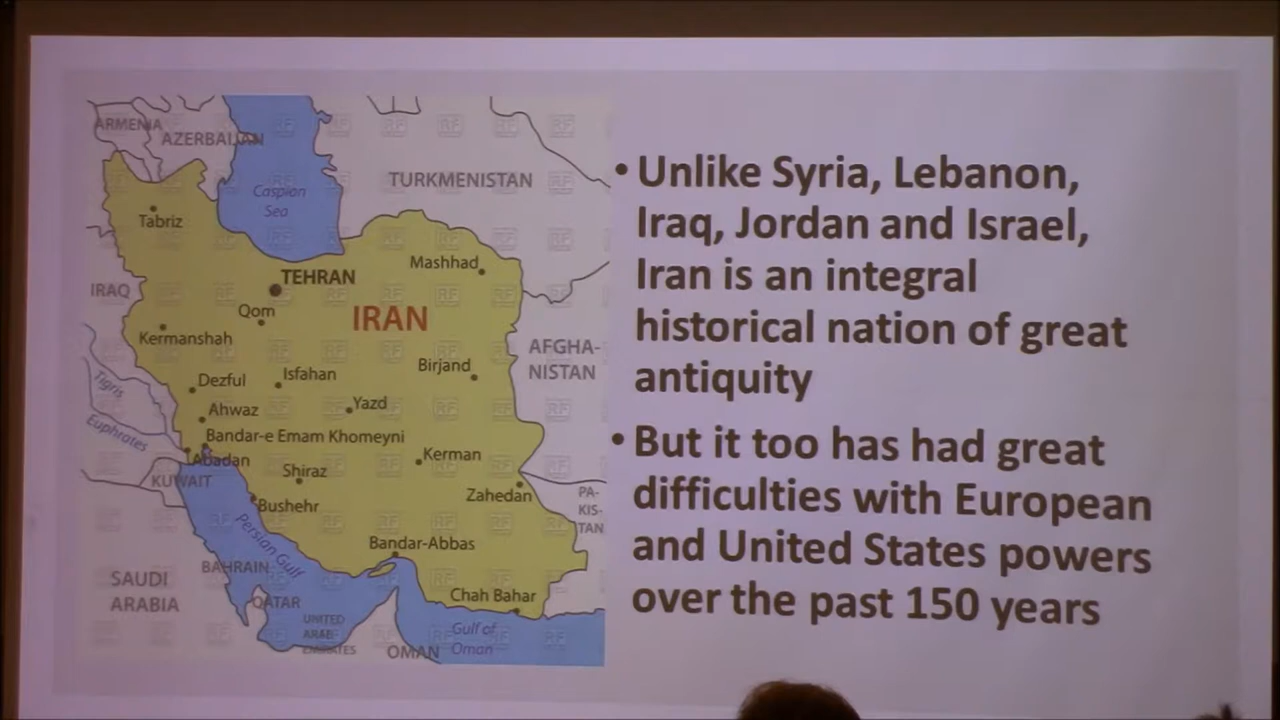 ARMENIA
AZERBAIJAN
Caspian
Sea
TURKMENISTAN
Tabriz
Mashhad
TEHRAN
IRAQ
Qom
IRAN
Kermanshah
AFGHA-
NISTAN
Birjand
Isfahan
Dezful
Tigris
Yazd
Ahwaz
Euphrates
Bandar-e Emam Khomeyni
Abadan
Kerman
KUWAIT
Shiraz
Zahedan
PA-
KIS-
TAN
Bushehr
Persian Gulf
Bandar-Abbas
BAHRAIN
SAUDI
ARABIA
QATAR
Chah Bahar
UNITED
ARAB
EMIRATES
OMAN
Gulf of
Oman
• Unlike Syria, Lebanon,
Iraq, Jordan and Israel,
Iran is an integral
historical nation of great
antiquity
• But it too has had great
difficulties with European
and United States powers
over the past 150 years
RF